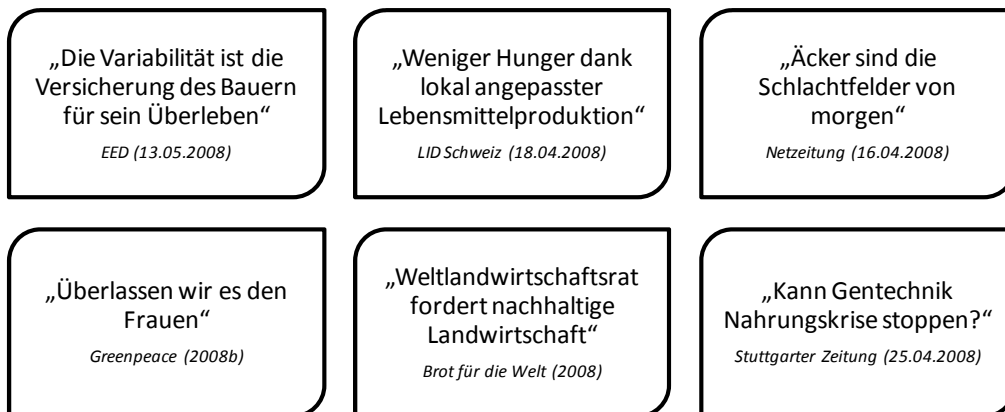 „Die Variabilität ist die
Versicherung des Bauern
für sein Überleben“
EED (13.05.2008)
„Weniger Hunger dank
lokal angepasster
Lebensmittelproduktion“
LID Schweiz (18.04.2008)
„Äcker sind die
Schlachtfelder von
morgen“
Netzeitung (16.04.2008)
„Überlassen wir es den
Frauen“
Greenpeace (2008b)
„Weltlandwirtschaftsrat
fordert nachhaltige
Landwirtschaft“
Brot für die Welt (2008)
„Kann Gentechnik
Nahrungskrise stoppen?“
Stuttgarter Zeitung (25.04.2008)